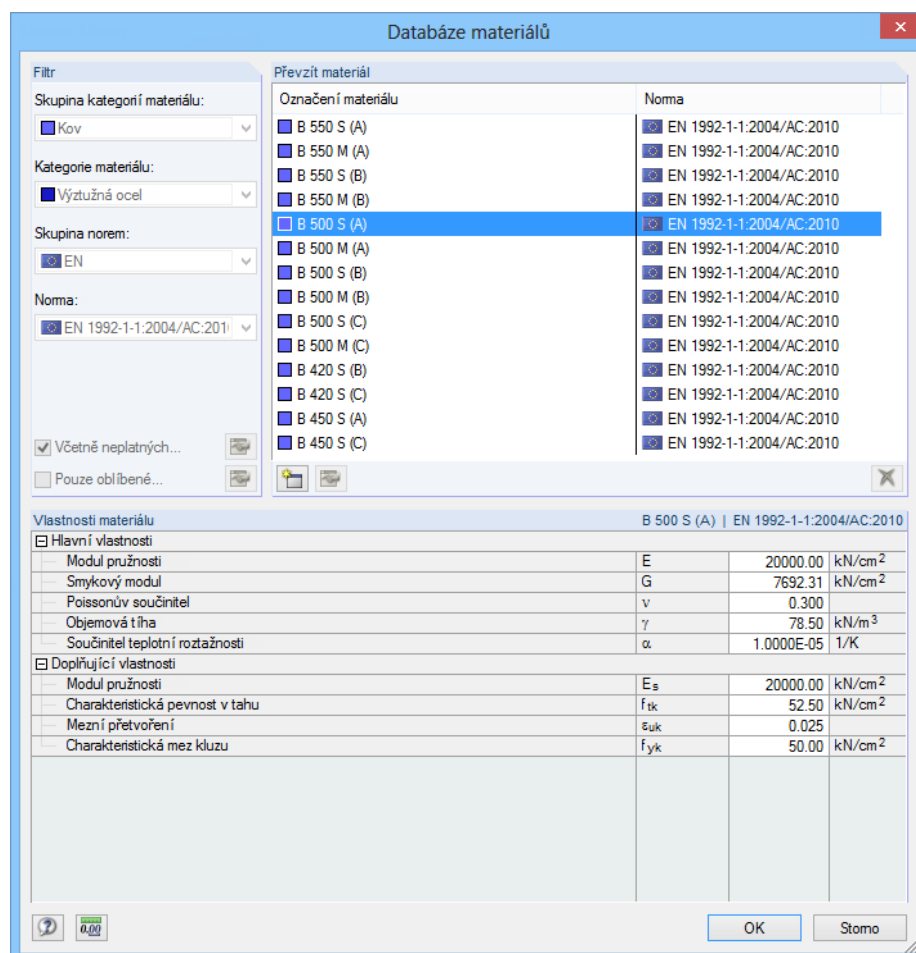 Databáze materiálů
Filtr
Skupina kategorií materiálu:
Kov
Kategorie materiálu:
Výztužná ocel
Skupina norem:
EN
Norma:
EN 1992-1-1:2004/AC:201
Včetně neplatných...
Pouze oblíbené...
Převzít materiál
Označení materiálu Norma
B 550 S (A) EN 1992-1-1:2004/AC:2010
B 550 M (A) EN 1992-1-1:2004/AC:2010
B 550 S (B) EN 1992-1-1:2004/AC:2010
B 550 M (B) EN 1992-1-1:2004/AC:2010
B 500 S (A) EN 1992-1-1:2004/AC:2010
B 500 M (A) EN 1992-1-1:2004/AC:2010
B 500 S (B) EN 1992-1-1:2004/AC:2010
B 500 M (B) EN 1992-1-1:2004/AC:2010
B 500 S (C) EN 1992-1-1:2004/AC:2010
B 500 M (C) EN 1992-1-1:2004/AC:2010
B 420 S (B) EN 1992-1-1:2004/AC:2010
B 420 S (C) EN 1992-1-1:2004/AC:2010
B 450 S (A) EN 1992-1-1:2004/AC:2010
B 450 S (C) EN 1992-1-1:2004/AC:2010
Vlastnosti materiálu B 500 S (A) | EN 1992-1-1:2004/AC:2010
Hlavní vlastnosti
Modul pružnosti E 20000.00 kN/cm²
Smykový modul G 7692.31 kN/cm²
Poissonův součinitel ν 0.300
Objemová tíha γ 78.50 kN/m³
Součinitel teplotní roztažnosti α 1.0000E-05 1/K
Doplňující vlastnosti
Modul pružnosti Es 20000.00 kN/cm²
Charakteristická pevnost v tahu ftk 52.50 kN/cm²
Mezní přetvoření εuk 0.025
Charakteristická mez kluzu fyk 50.00 kN/cm²
0.00
OK Storno